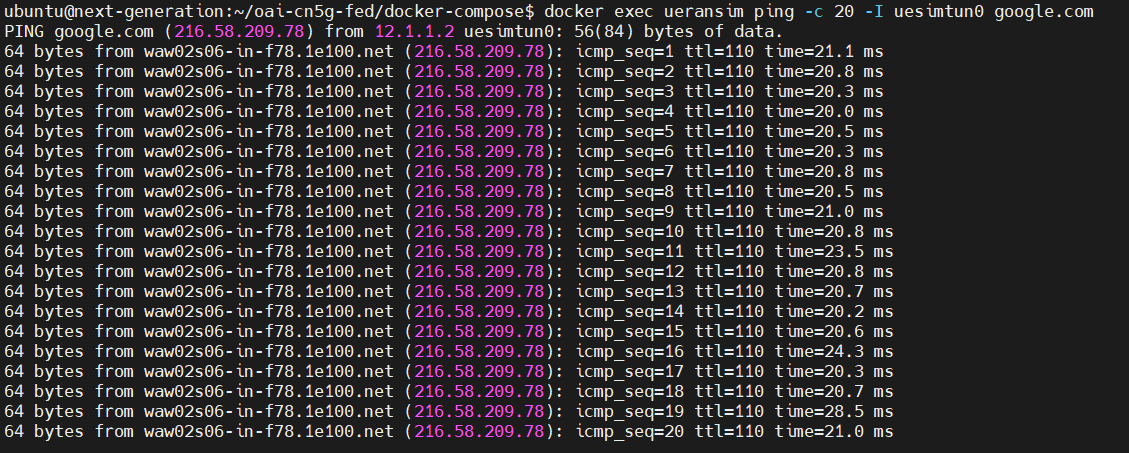 ubuntu@next-generation:~/oai-cn5g-fed/docker-compose$ docker exec ueransim ping -c 20 -I uesimtun0 google.com
PING google.com (216.58.209.78) from 12.1.1.2 uesimtun0: 56(84) bytes of data.
64 bytes from waw02s06-in-f78.1e100.net (216.58.209.78): icmp_seq=1 ttl=110 time=21.1 ms
64 bytes from waw02s06-in-f78.1e100.net (216.58.209.78): icmp_seq=2 ttl=110 time=20.8 ms
64 bytes from waw02s06-in-f78.1e100.net (216.58.209.78): icmp_seq=3 ttl=110 time=20.3 ms
64 bytes from waw02s06-in-f78.1e100.net (216.58.209.78): icmp_seq=4 ttl=110 time=20.0 ms
64 bytes from waw02s06-in-f78.1e100.net (216.58.209.78): icmp_seq=5 ttl=110 time=20.5 ms
64 bytes from waw02s06-in-f78.1e100.net (216.58.209.78): icmp_seq=6 ttl=110 time=20.3 ms
64 bytes from waw02s06-in-f78.1e100.net (216.58.209.78): icmp_seq=7 ttl=110 time=20.8 ms
64 bytes from waw02s06-in-f78.1e100.net (216.58.209.78): icmp_seq=8 ttl=110 time=20.5 ms
64 bytes from waw02s06-in-f78.1e100.net (216.58.209.78): icmp_seq=9 ttl=110 time=21.0 ms
64 bytes from waw02s06-in-f78.1e100.net (216.58.209.78): icmp_seq=10 ttl=110 time=20.8 ms
64 bytes from waw02s06-in-f78.1e100.net (216.58.209.78): icmp_seq=11 ttl=110 time=23.5 ms
64 bytes from waw02s06-in-f78.1e100.net (216.58.209.78): icmp_seq=12 ttl=110 time=20.8 ms
64 bytes from waw02s06-in-f78.1e100.net (216.58.209.78): icmp_seq=13 ttl=110 time=20.7 ms
64 bytes from waw02s06-in-f78.1e100.net (216.58.209.78): icmp_seq=14 ttl=110 time=20.2 ms
64 bytes from waw02s06-in-f78.1e100.net (216.58.209.78): icmp_seq=15 ttl=110 time=20.6 ms
64 bytes from waw02s06-in-f78.1e100.net (216.58.209.78): icmp_seq=16 ttl=110 time=24.3 ms
64 bytes from waw02s06-in-f78.1e100.net (216.58.209.78): icmp_seq=17 ttl=110 time=20.3 ms
64 bytes from waw02s06-in-f78.1e100.net (216.58.209.78): icmp_seq=18 ttl=110 time=20.7 ms
64 bytes from waw02s06-in-f78.1e100.net (216.58.209.78): icmp_seq=19 ttl=110 time=28.5 ms
64 bytes from waw02s06-in-f78.1e100.net (216.58.209.78): icmp_seq=20 ttl=110 time=21.0 ms